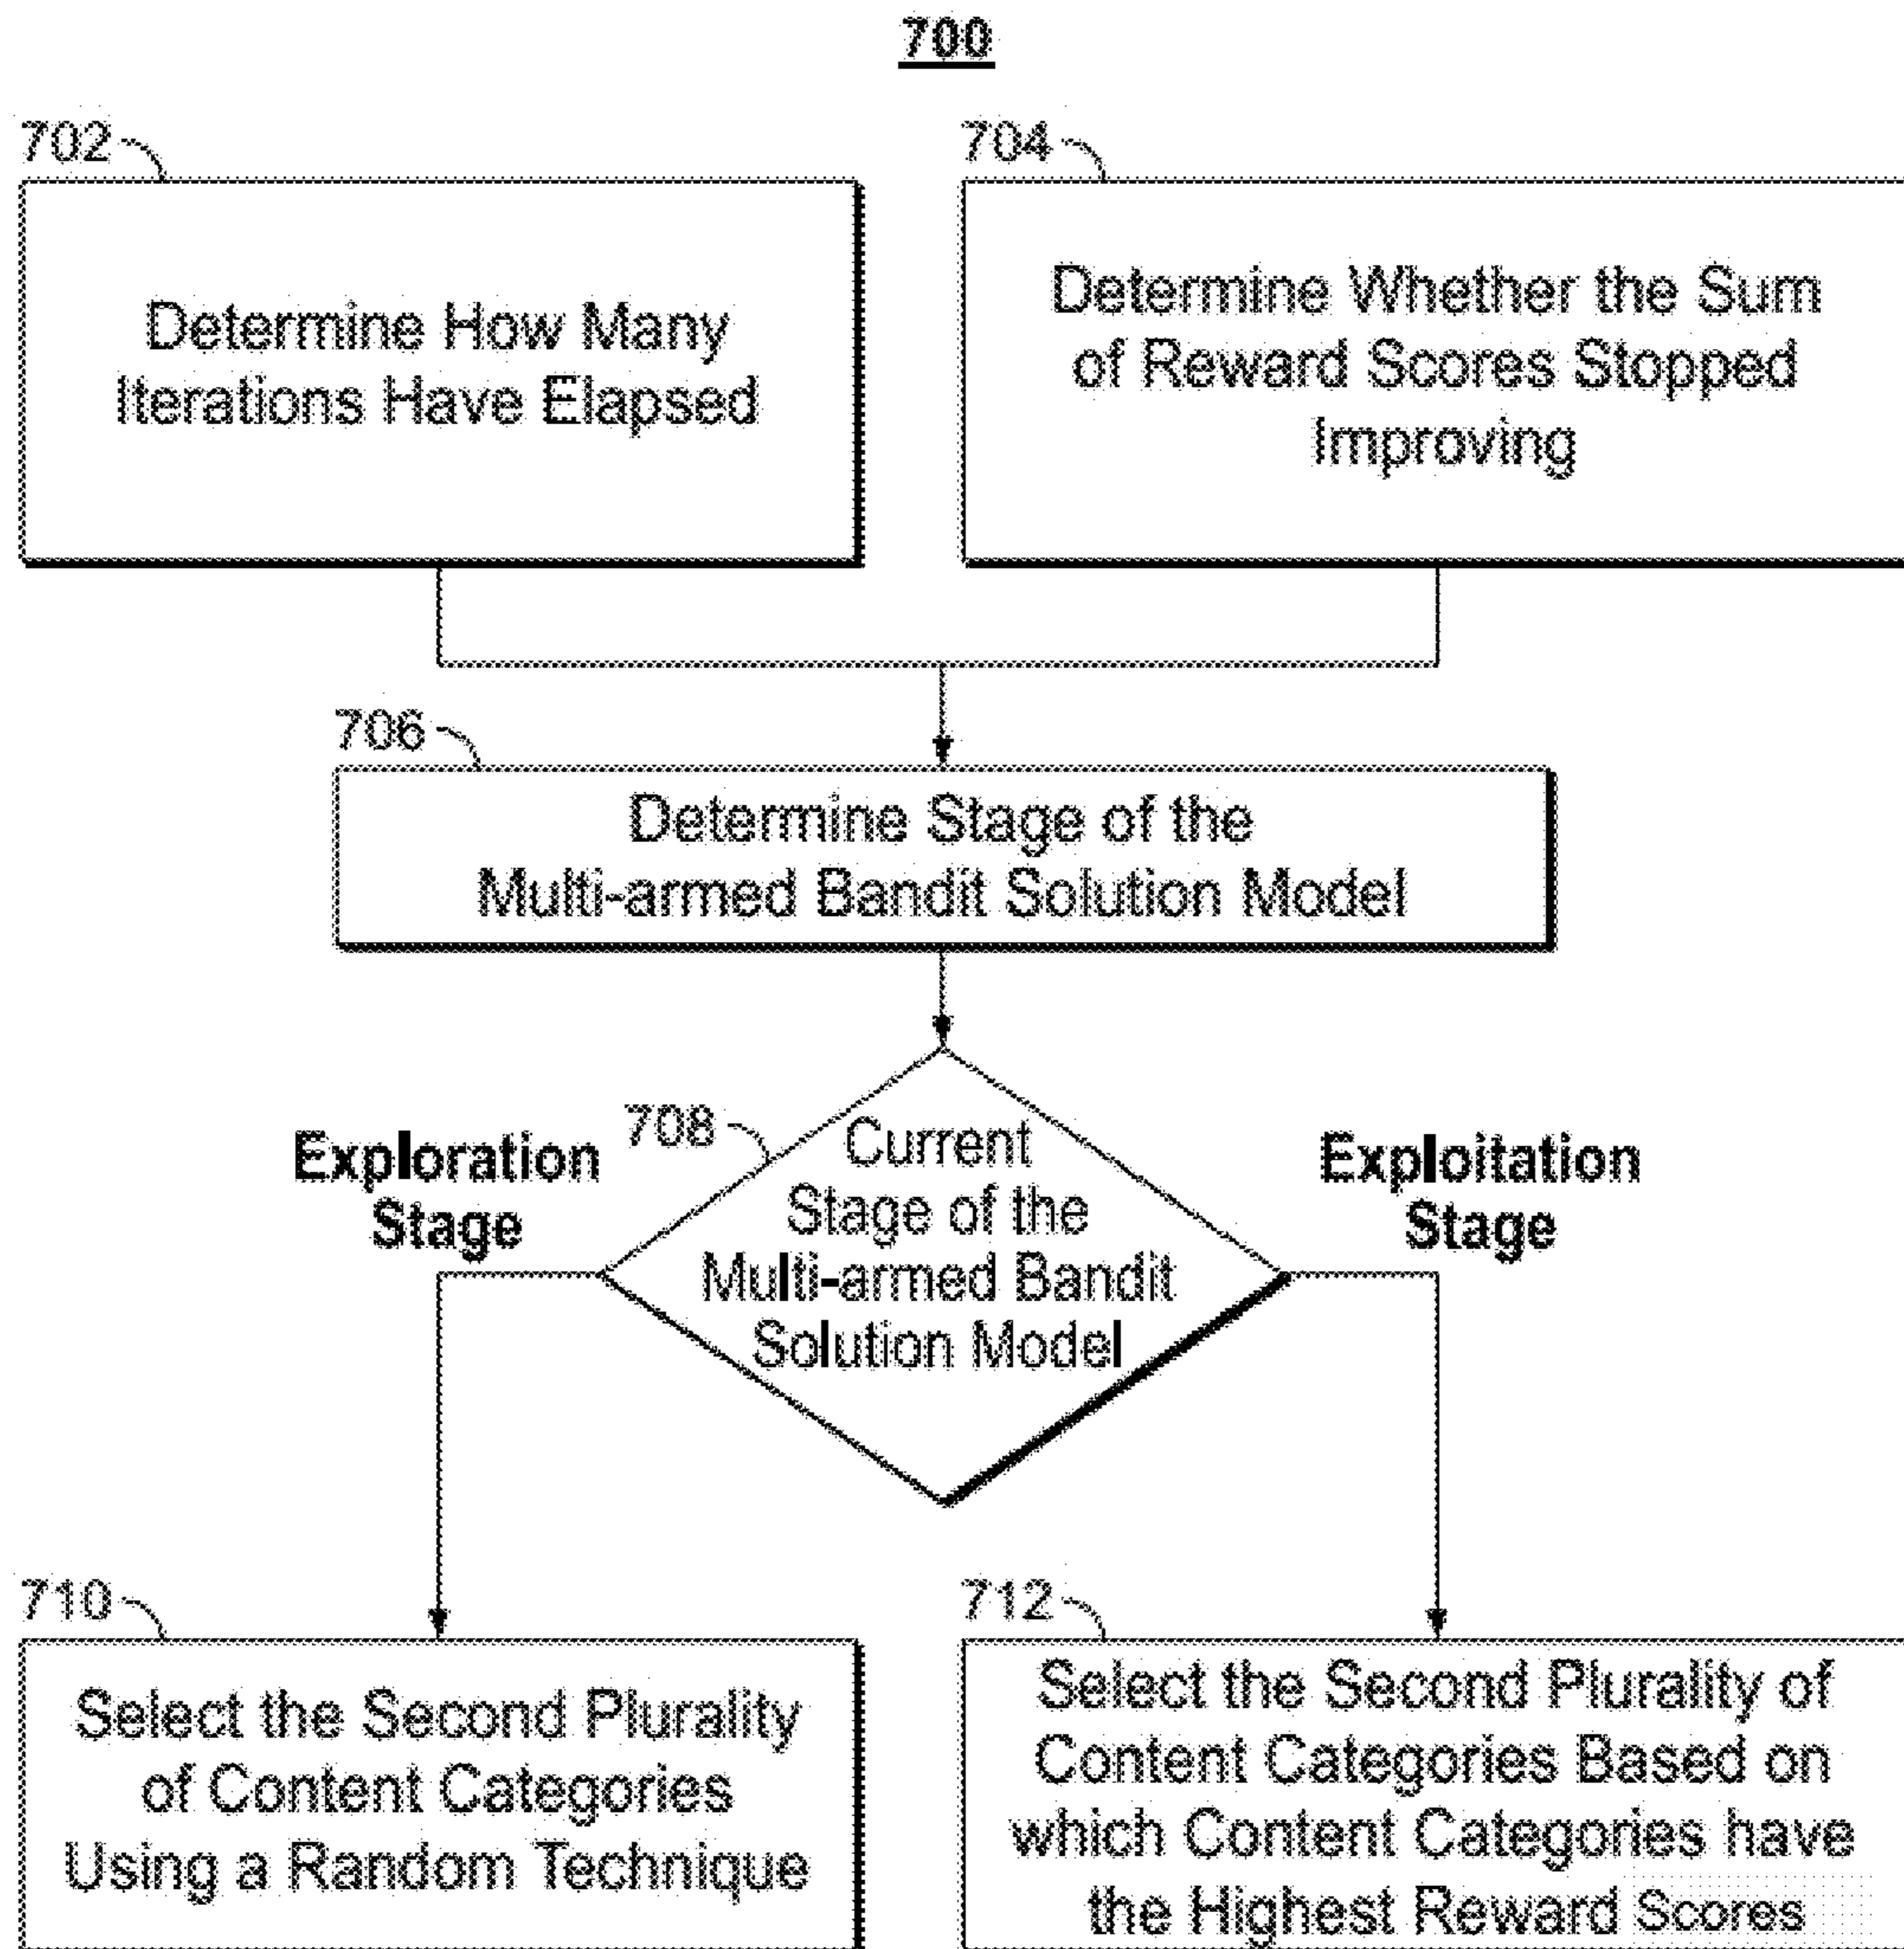 700
702
Determine How Many
Iterations Have Elapsed
704
Determine Whether the Sum
of Reward Scores Stopped
Improving
706
Determine Stage of the
Multi-armed Bandit Solution Model
708
Current
Stage of the
Multi-armed Bandit
Solution Model
Exploration
Stage
Exploitation
Stage
710
Select the Second Plurality
of Content Categories
Using a Random Technique
712
Select the Second Plurality of
Content Categories Based on
which Content Categories have
the Highest Reward Scores